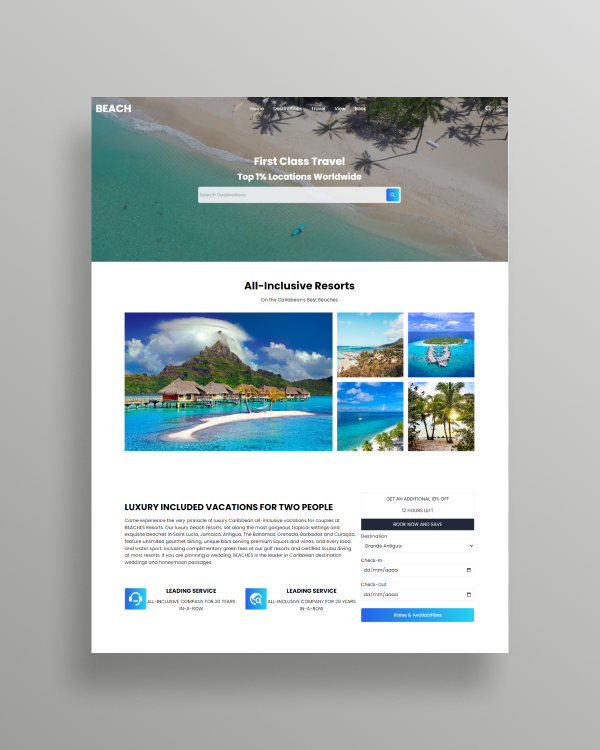 BEACH
Home Destinations Travel View Book
First Class Travel
Top 1% Locations Worldwide
Search Destinations
All-Inclusive Resorts
On the Caribbean's Best Beaches
LUXURY INCLUDED VACATIONS FOR TWO PEOPLE
Come experience the very pinnacle of luxury Caribbean all-inclusive vacations for couples at
BEACHES Resorts. Our luxury beach resorts, set along the most gorgeous tropical settings and
exquisite beaches in Saint Lucia, Jamaica, Antigua, The Bahamas, Grenada, Barbados and Curaçao,
feature unlimited gourmet dining, unique bars serving premium liquors and wines, and every land
and water sport, including complimentary green fees at our golf resorts and certified scuba diving
at most resorts. If you are planning a wedding, BEACHES is the leader in Caribbean destination
weddings and honeymoon packages.
LEADING SERVICE
ALL-INCLUSIVE COMPANY FOR 20 YEARS
IN-A-ROW
LEADING SERVICE
ALL-INCLUSIVE COMPANY FOR 20 YEARS
IN-A-ROW
GET AN ADDITIONAL 10% OFF
12 HOURS LEFT
BOOK NOW AND SAVE
Destination
Grande Antigua
Check-In
dd/mm/aaaa
Check-Out
dd/mm/aaaa
Rates & Availabilities